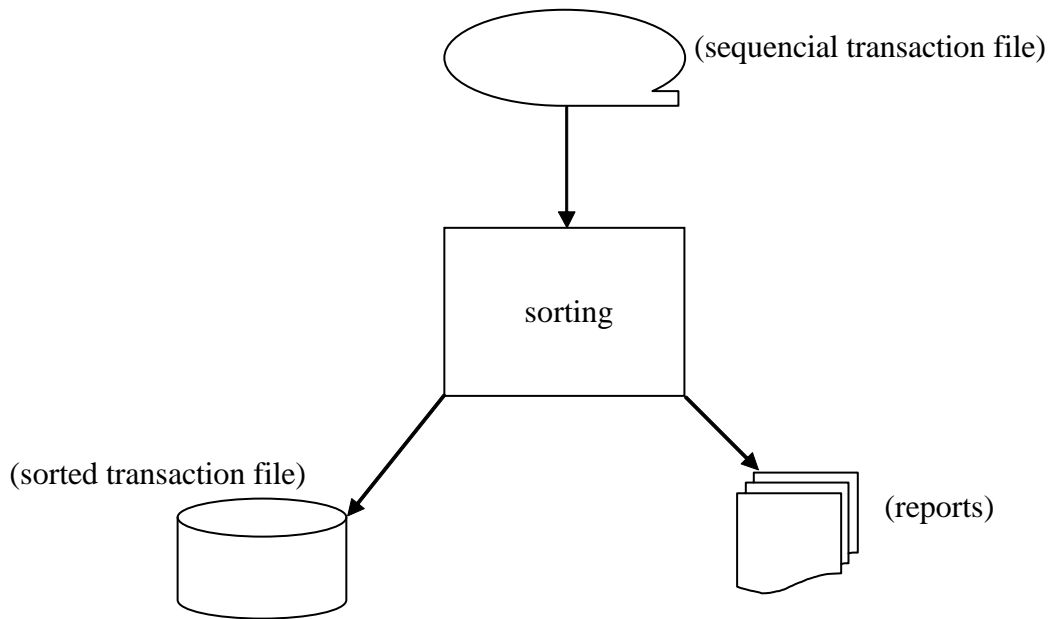 (sequencial transaction file)
sorting
(sorted transaction file)
(reports)